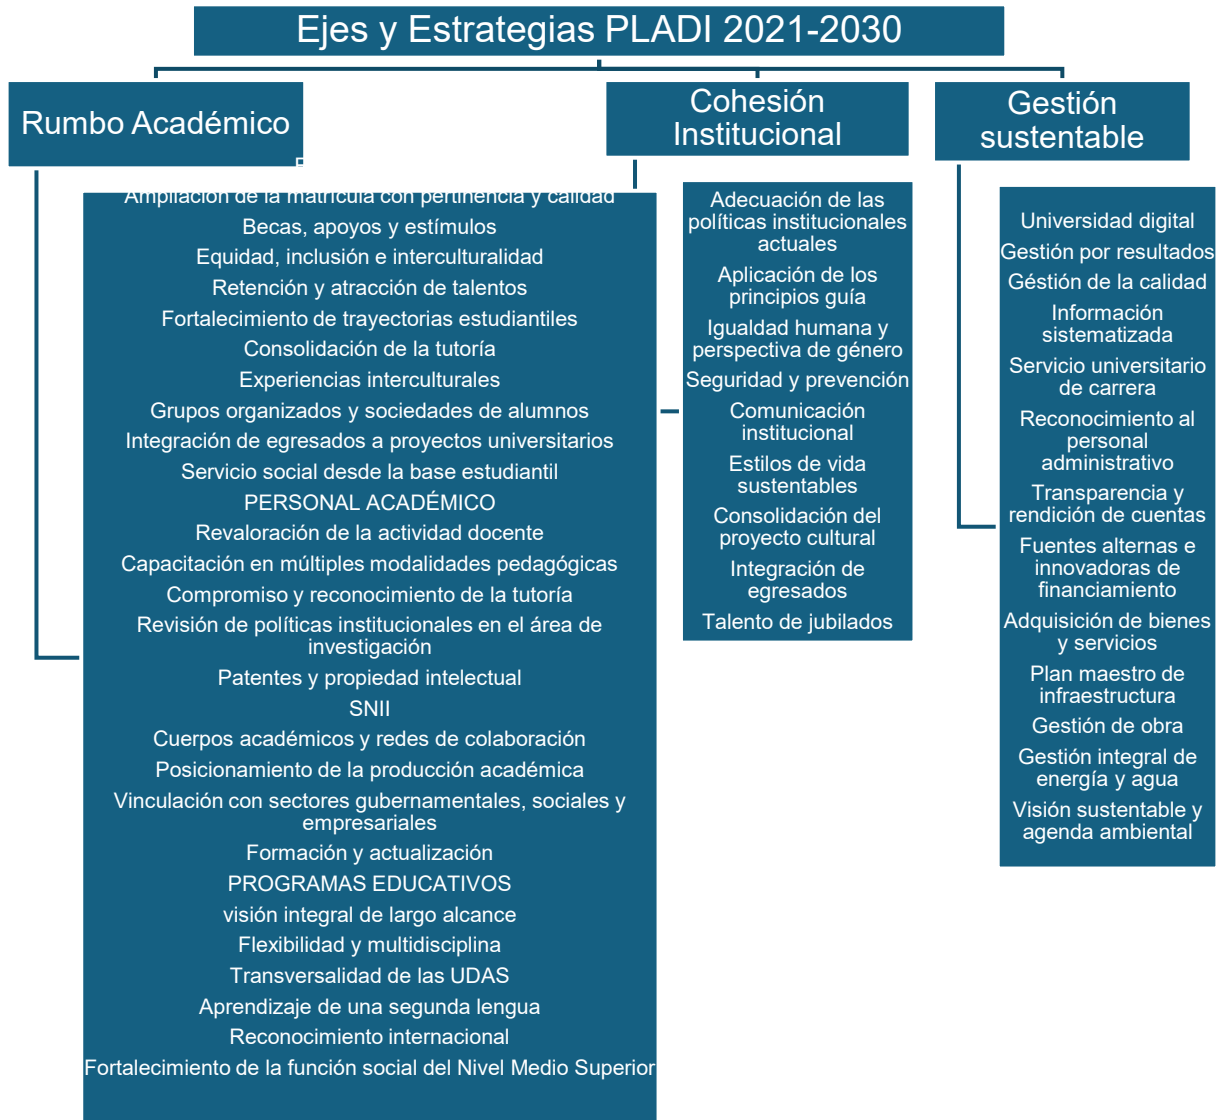 Ejes y Estrategias PLADI 2021-2030
Rumbo Académico
Ampliación de la matrícula con pertinencia y calidad
Becas, apoyos y estímulos
Equidad, inclusión e interculturalidad
Retención y atracción de talentos
Fortalecimiento de trayectorias estudiantiles
Consolidación de la tutoría
Experiencias interculturales
Grupos organizados y sociedades de alumnos
Integración de egresados a proyectos universitarios
Servicio social desde la base estudiantil
PERSONAL ACADÉMICO
Revaloración de la actividad docente
Capacitación en múltiples modalidades pedagógicas
Compromiso y reconocimiento de la tutoría
Revisión de políticas institucionales en el área de
investigación
Patentes y propiedad intelectual
SNII
Cuerpos académicos y redes de colaboración
Posicionamiento de la producción académica
Vinculación con sectores gubernamentales, sociales y
empresariales
Formación y actualización
PROGRAMAS EDUCATIVOS
visión integral de largo alcance
Flexibilidad y multidisciplina
Transversalidad de las UDAS
Aprendizaje de una segunda lengua
Reconocimiento internacional
Fortalecimiento de la función social del Nivel Medio Superior
Cohesión
Institucional
Adecuación de las
políticas institucionales
actuales
Aplicación de los
principios guía
Igualdad humana y
perspectiva de género
Seguridad y prevención
Comunicación
institucional
Estilos de vida
sustentables
Consolidación del
proyecto cultural
Integración de
egresados
Talento de jubilados
Gestión
sustentable
Universidad digital
Gestión por resultados
Géstión de la calidad
Información
sistematizada
Servicio universitario
de carrera
Reconocimiento al
personal
administrativo
Transparencia y
rendición de cuentas
Fuentes alternas e
innovadoras de
financiamiento
Adquisición de bienes
y servicios
Plan maestro de
infraestructura
Gestión de obra
Gestión integral de
energía y agua
Visión sustentable y
agenda ambiental